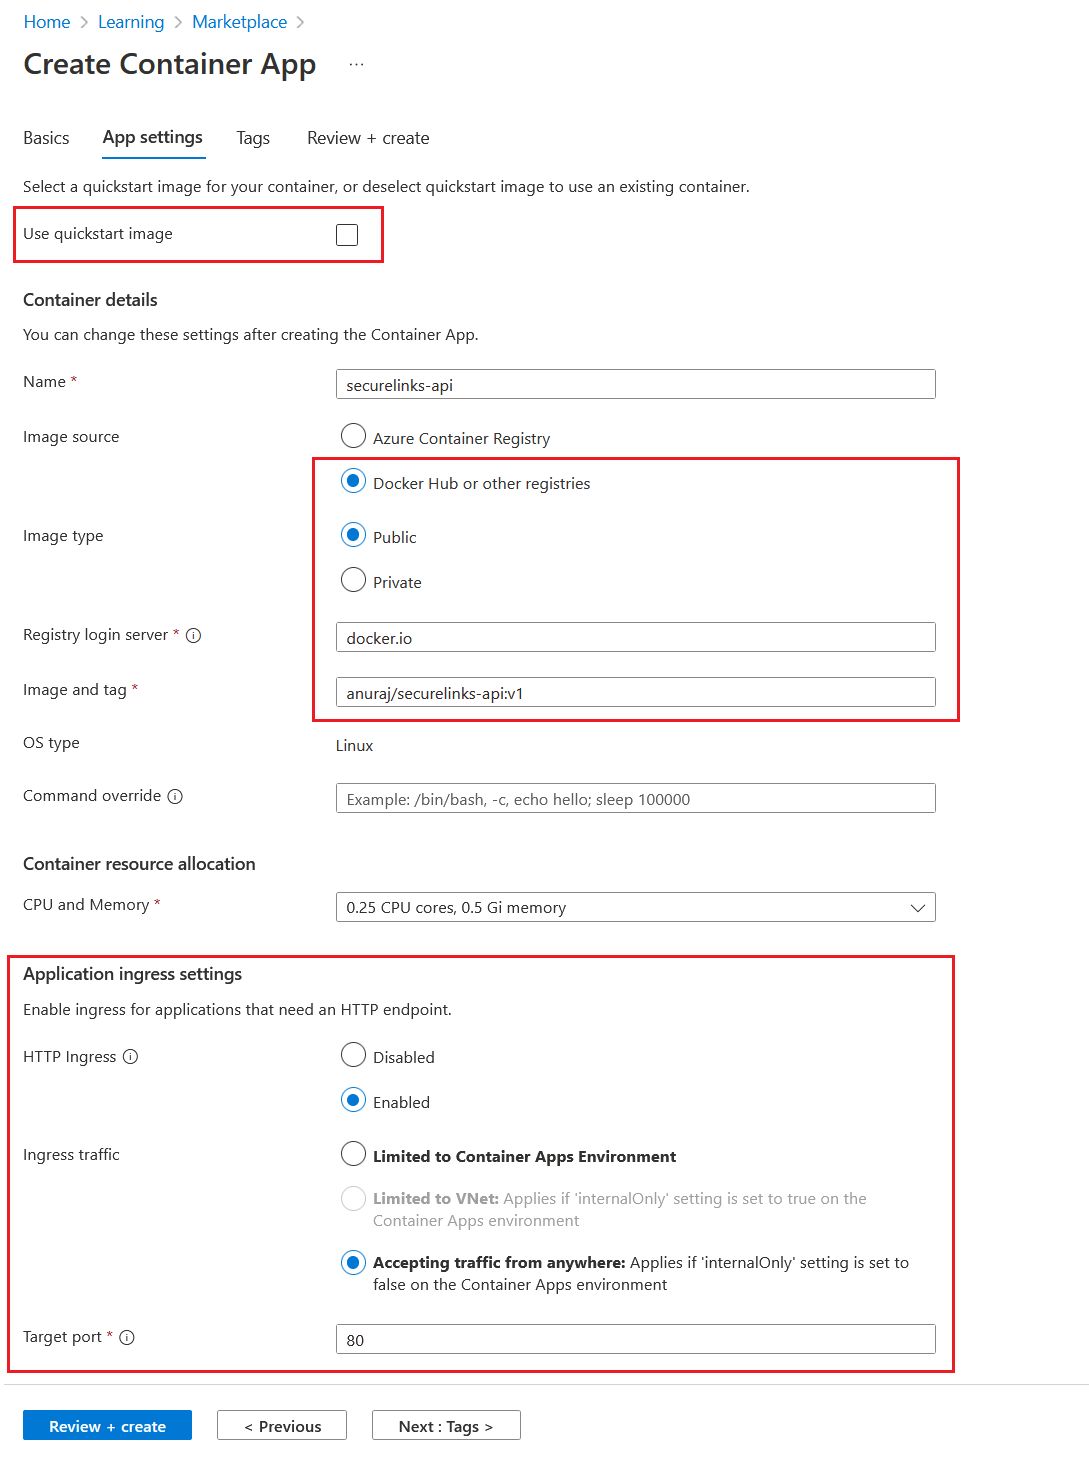 Home > Learning > Marketplace >
Create Container App ...
Basics App settings Tags Review + create
Select a quickstart image for your container, or deselect quickstart image to use an existing container.
Use quickstart image
Container details
You can change these settings after creating the Container App.
Name * securelinks-api
Image source Azure Container Registry
Docker Hub or other registries
Image type Public
Private
Registry login server * docker.io
Image and tag * anuraj/securelinks-api:v1
OS type Linux
Command override Example: /bin/bash, -c, echo hello; sleep 100000
Container resource allocation
CPU and Memory * 0.25 CPU cores, 0.5 Gi memory
Application ingress settings
Enable ingress for applications that need an HTTP endpoint.
HTTP Ingress Disabled
Enabled
Ingress traffic Limited to Container Apps Environment
Limited to VNet: Applies if 'internalOnly' setting is set to true on the
Container Apps environment
Accepting traffic from anywhere: Applies if 'internalOnly' setting is set to
false on the Container Apps environment
Target port * 80
Review + create < Previous Next : Tags >